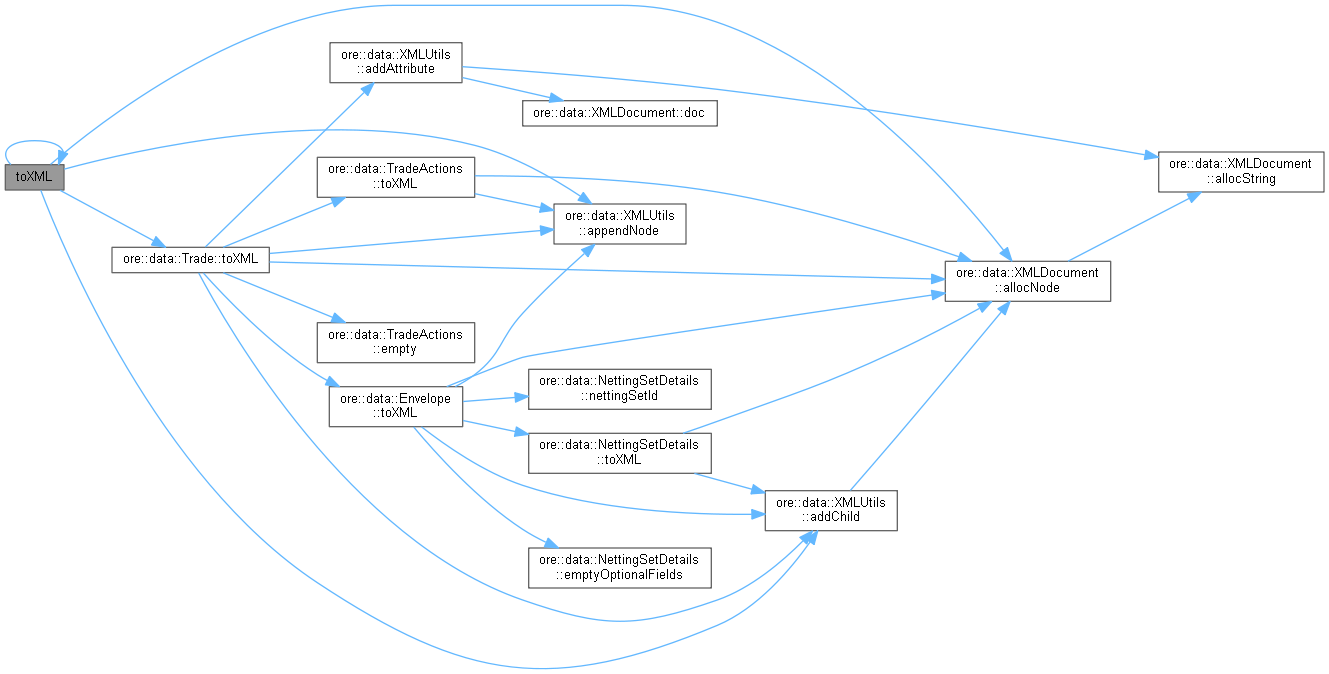 ore::data::XMLUtils
::addAttribute
ore::data::XMLDocument::doc
toXML
ore::data::TradeActions
::toXML
ore::data::XMLDocument
::allocString
ore::data::XMLUtils
::appendNode
ore::data::Trade::toXML
ore::data::XMLDocument
::allocNode
ore::data::TradeActions
::empty
ore::data::Envelope
::toXML
ore::data::NettingSetDetails
::nettingSetId
ore::data::NettingSetDetails
::toXML
ore::data::XMLUtils
::addChild
ore::data::NettingSetDetails
::emptyOptionalFields